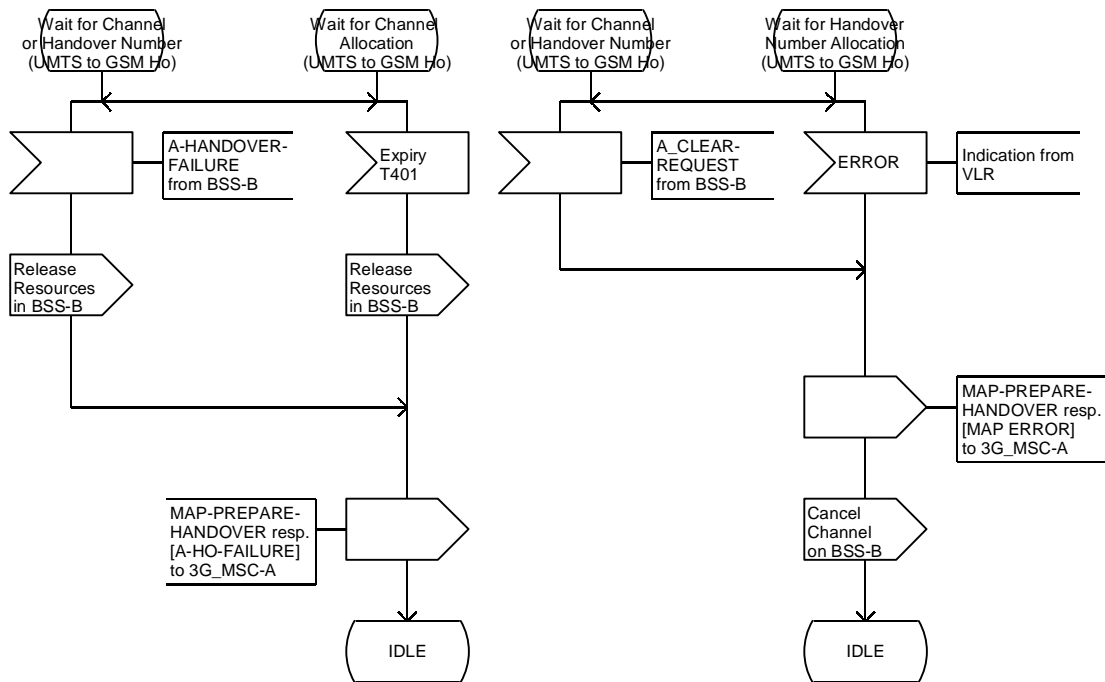 Wait for Channel
or Handover Number
(UMTS to GSM Ho)
Wait for Channel
Allocation
(UMTS to GSM Ho)
Wait for Channel
or Handover Number
(UMTS to GSM Ho)
Wait for Handover
Number Allocation
(UMTS to GSM Ho)
A-HANDOVER-
FAILURE
from BSS-B
Expiry
T401
A_CLEAR-
REQUEST
from BSS-B
ERROR
Indication from
VLR
Release
Resources
in BSS-B
Release
Resources
in BSS-B
MAP-PREPARE-
HANDOVER resp.
[MAP ERROR]
to 3G_MSC-A
MAP-PREPARE-
HANDOVER resp.
[A-HO-FAILURE]
to 3G_MSC-A
Cancel
Channel
on BSS-B
IDLE
IDLE